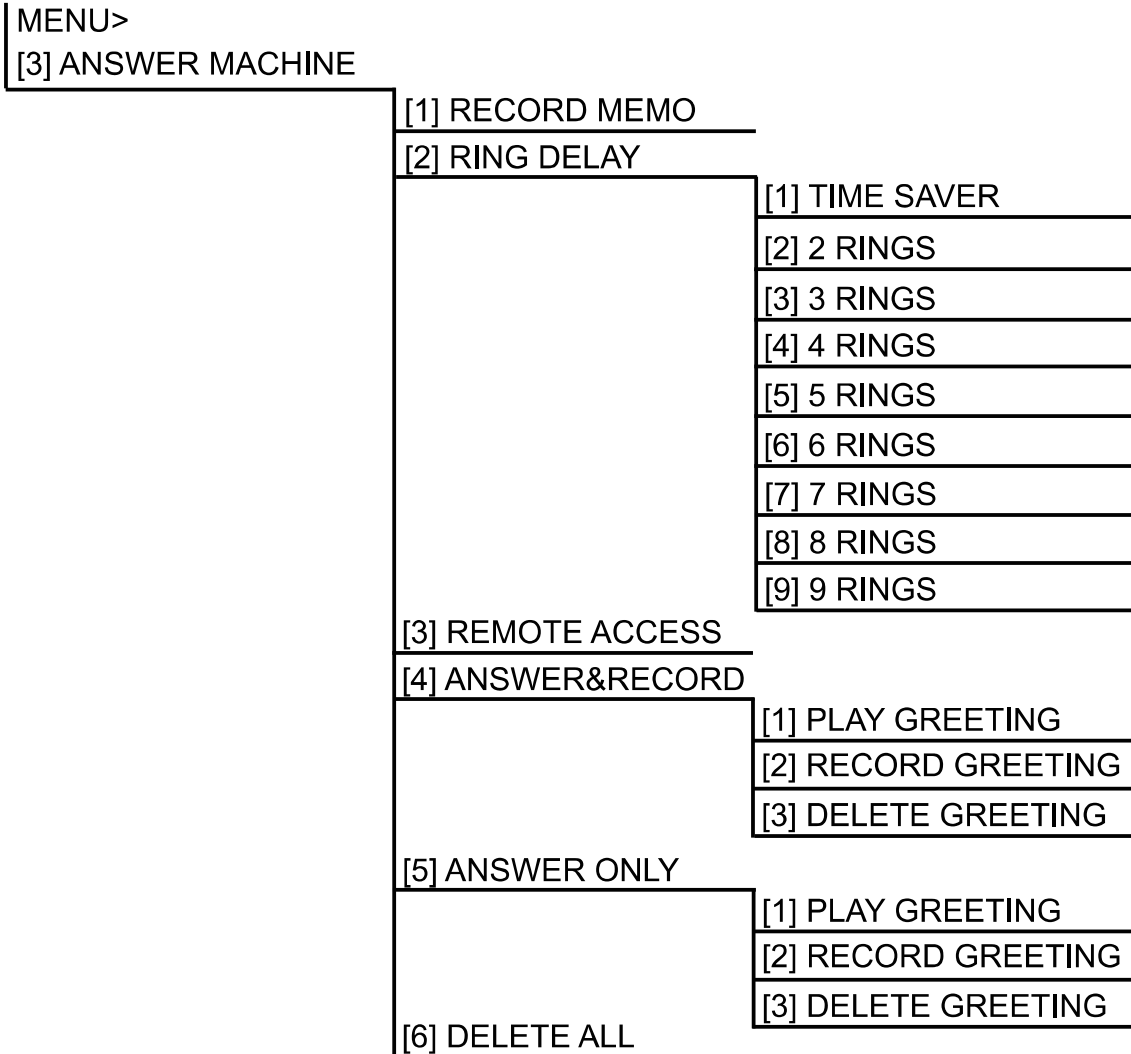 MENU>
[3] ANSWER MACHINE
[1] RECORD MEMO
[2] RING DELAY
[1] TIME SAVER
[2] 2 RINGS
[3] 3 RINGS
[4] 4 RINGS
[5] 5 RINGS
[6] 6 RINGS
[7] 7 RINGS
[8] 8 RINGS
[9] 9 RINGS
[3] REMOTE ACCESS
[4] ANSWER&RECORD
[1] PLAY GREETING
[2] RECORD GREETING
[3] DELETE GREETING
[5] ANSWER ONLY
[1] PLAY GREETING
[2] RECORD GREETING
[3] DELETE GREETING
[6] DELETE ALL